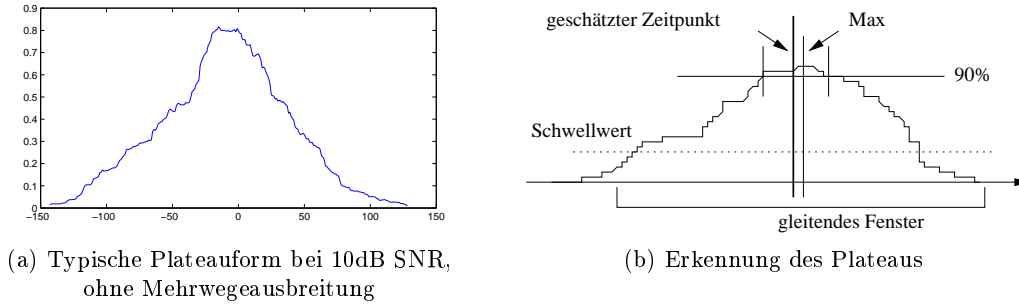 0.9
0.8
0.7
0.6
0.5
0.4
0.3
0.2
0.1
0
−150
−100
−50
0
50
100
150
geschätzter Zeitpunkt
Max
90%
Schwellwert
gleitendes Fenster
(a) Typische Plateauform bei 10dB SNR,
ohne Mehrwegeausbreitung
(b) Erkennung des Plateaus